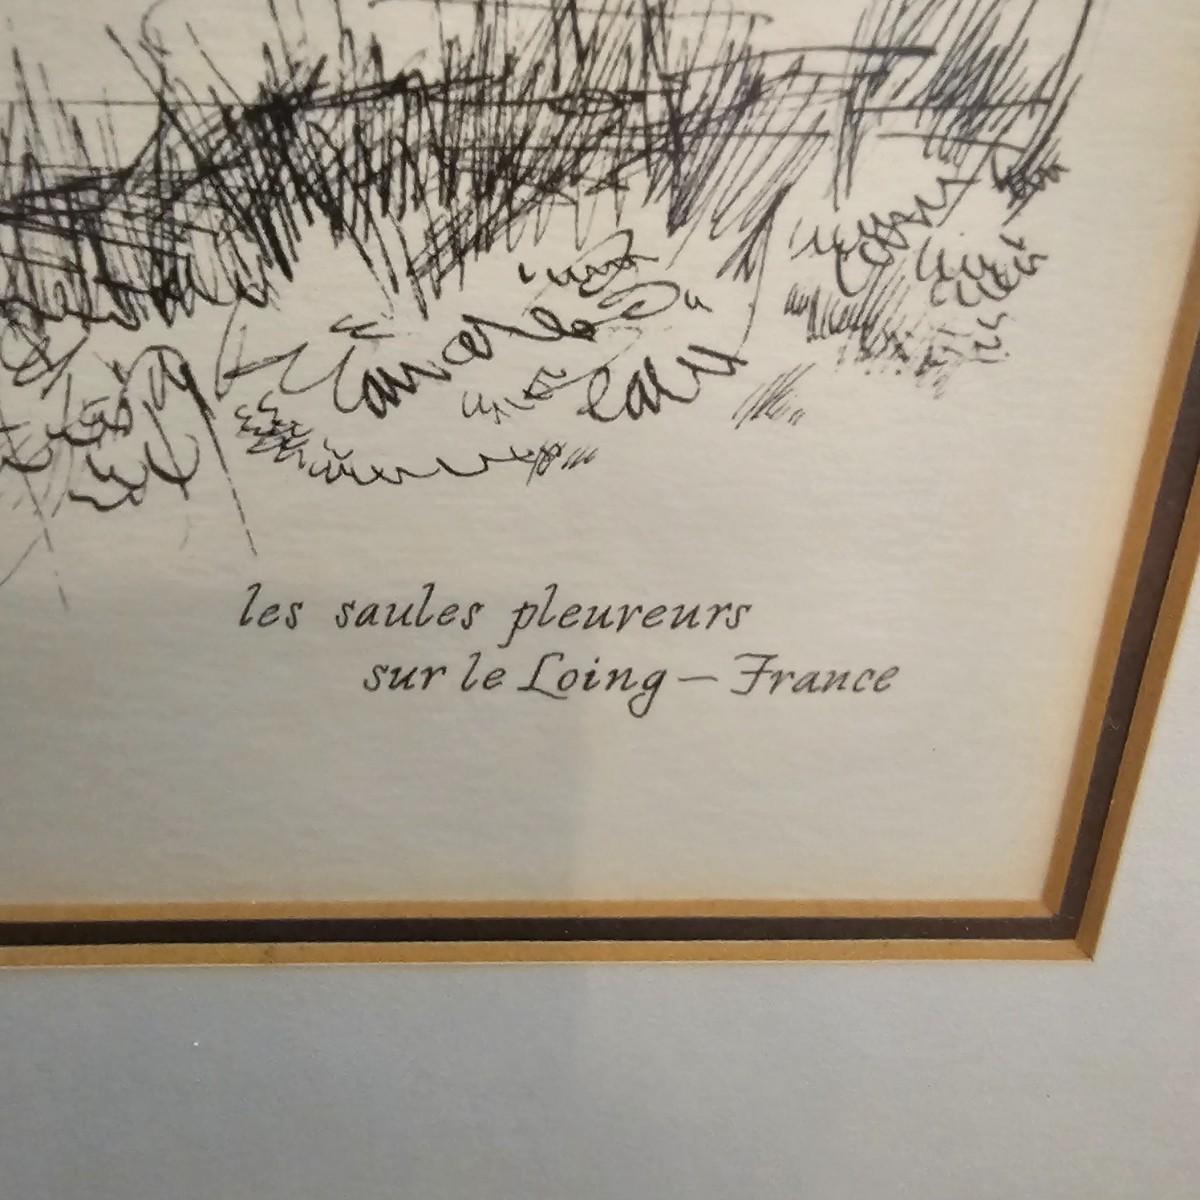 les saules pleureurs
sur le Loing — France